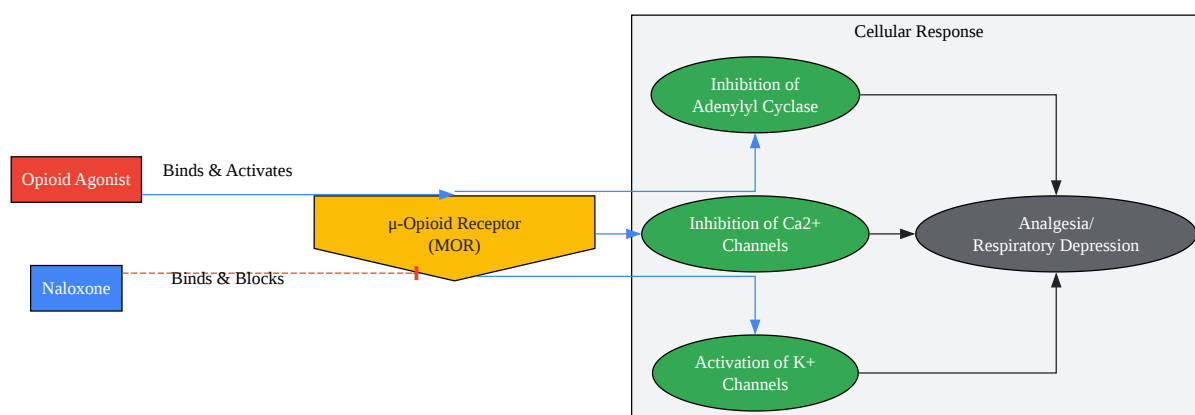 Cellular Response
Inhibition of
Adenylyl Cyclase
Binds & Activates
Opioid Agonist
μ-Opioid Receptor
(MOR)
Inhibition of Ca2+
Channels
Analgesia/
Respiratory Depression
Binds & Blocks
Naloxone
Activation of K+
Channels